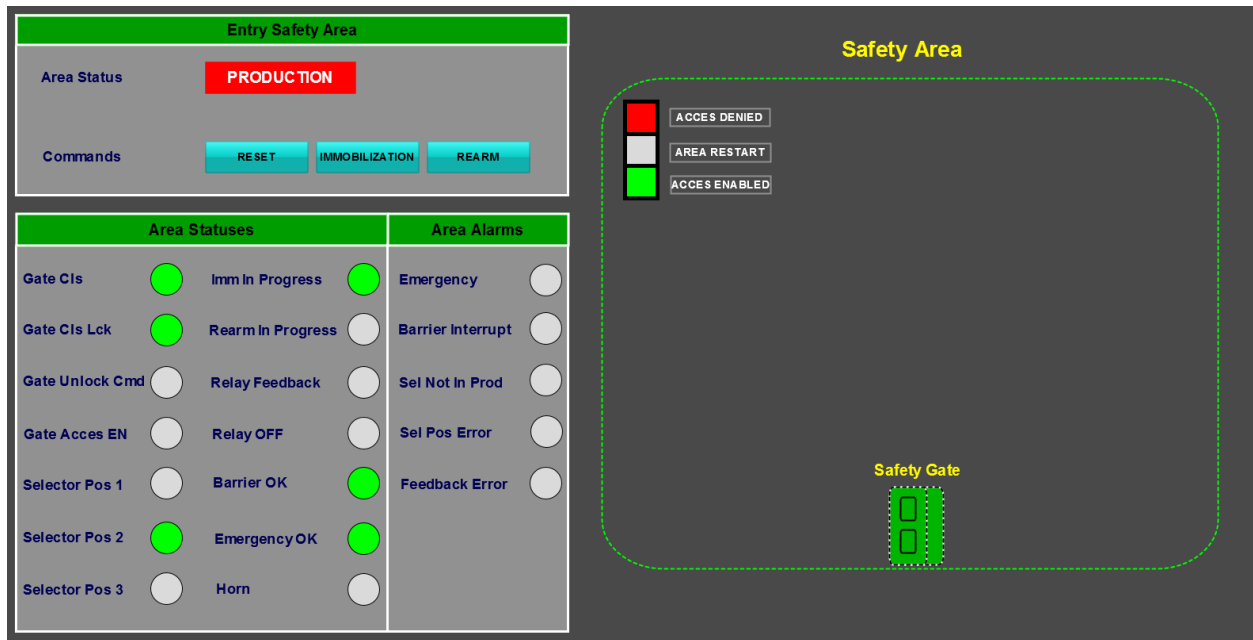 Entry Safety Area
Area Status
PRODUCTION
Commands
RESET
IMMOBILIZATION
REARM
Area Statuses
Area Alarms
Gate Cls
Imm In Progress
Emergency
Gate Cls Lck
Rearm In Progress
Barrier Interrupt
Gate Unlock Cmd
Relay Feedback
Sel Not In Prod
Gate Acces EN
Relay OFF
Sel Pos Error
Selector Pos 1
Barrier OK
Feedback Error
Selector Pos 2
Emergency OK
Selector Pos 3
Horn
Safety Area
ACCES DENIED
AREA RESTART
ACCES ENABLED
Safety Gate